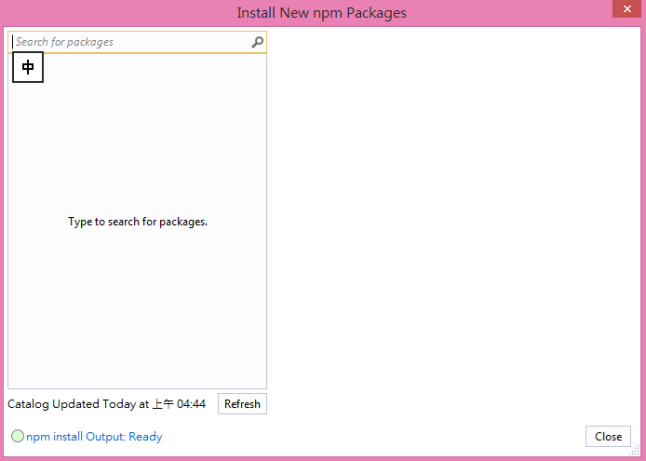 Install New npm Packages
Search for packages
中
Type to search for packages.
Catalog Updated Today at 上午 04:44
Refresh
npm install Output: Ready
Close